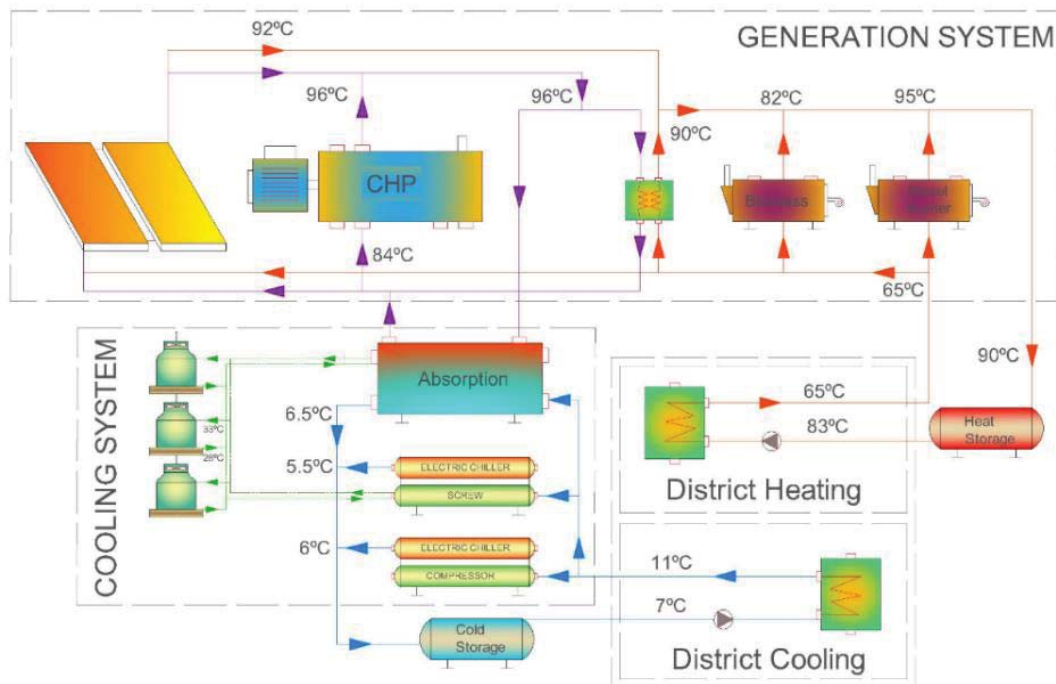 92ºC
GENERATION SYSTEM
96ºC
96ºC
82ºC
95ºC
90ºC
CHP
84ºC
65ºC
COOLING SYSTEM
Absorption
90ºC
6.5ºC
65ºC
83ºC
Heat
Storage
33ºC
5.5ºC
ELECTRIC CHILLER
SCREW
District Heating
6ºC
ELECTRIC CHILLER
COMPRESSOR
11ºC
7ºC
Cold
Storage
District Cooling